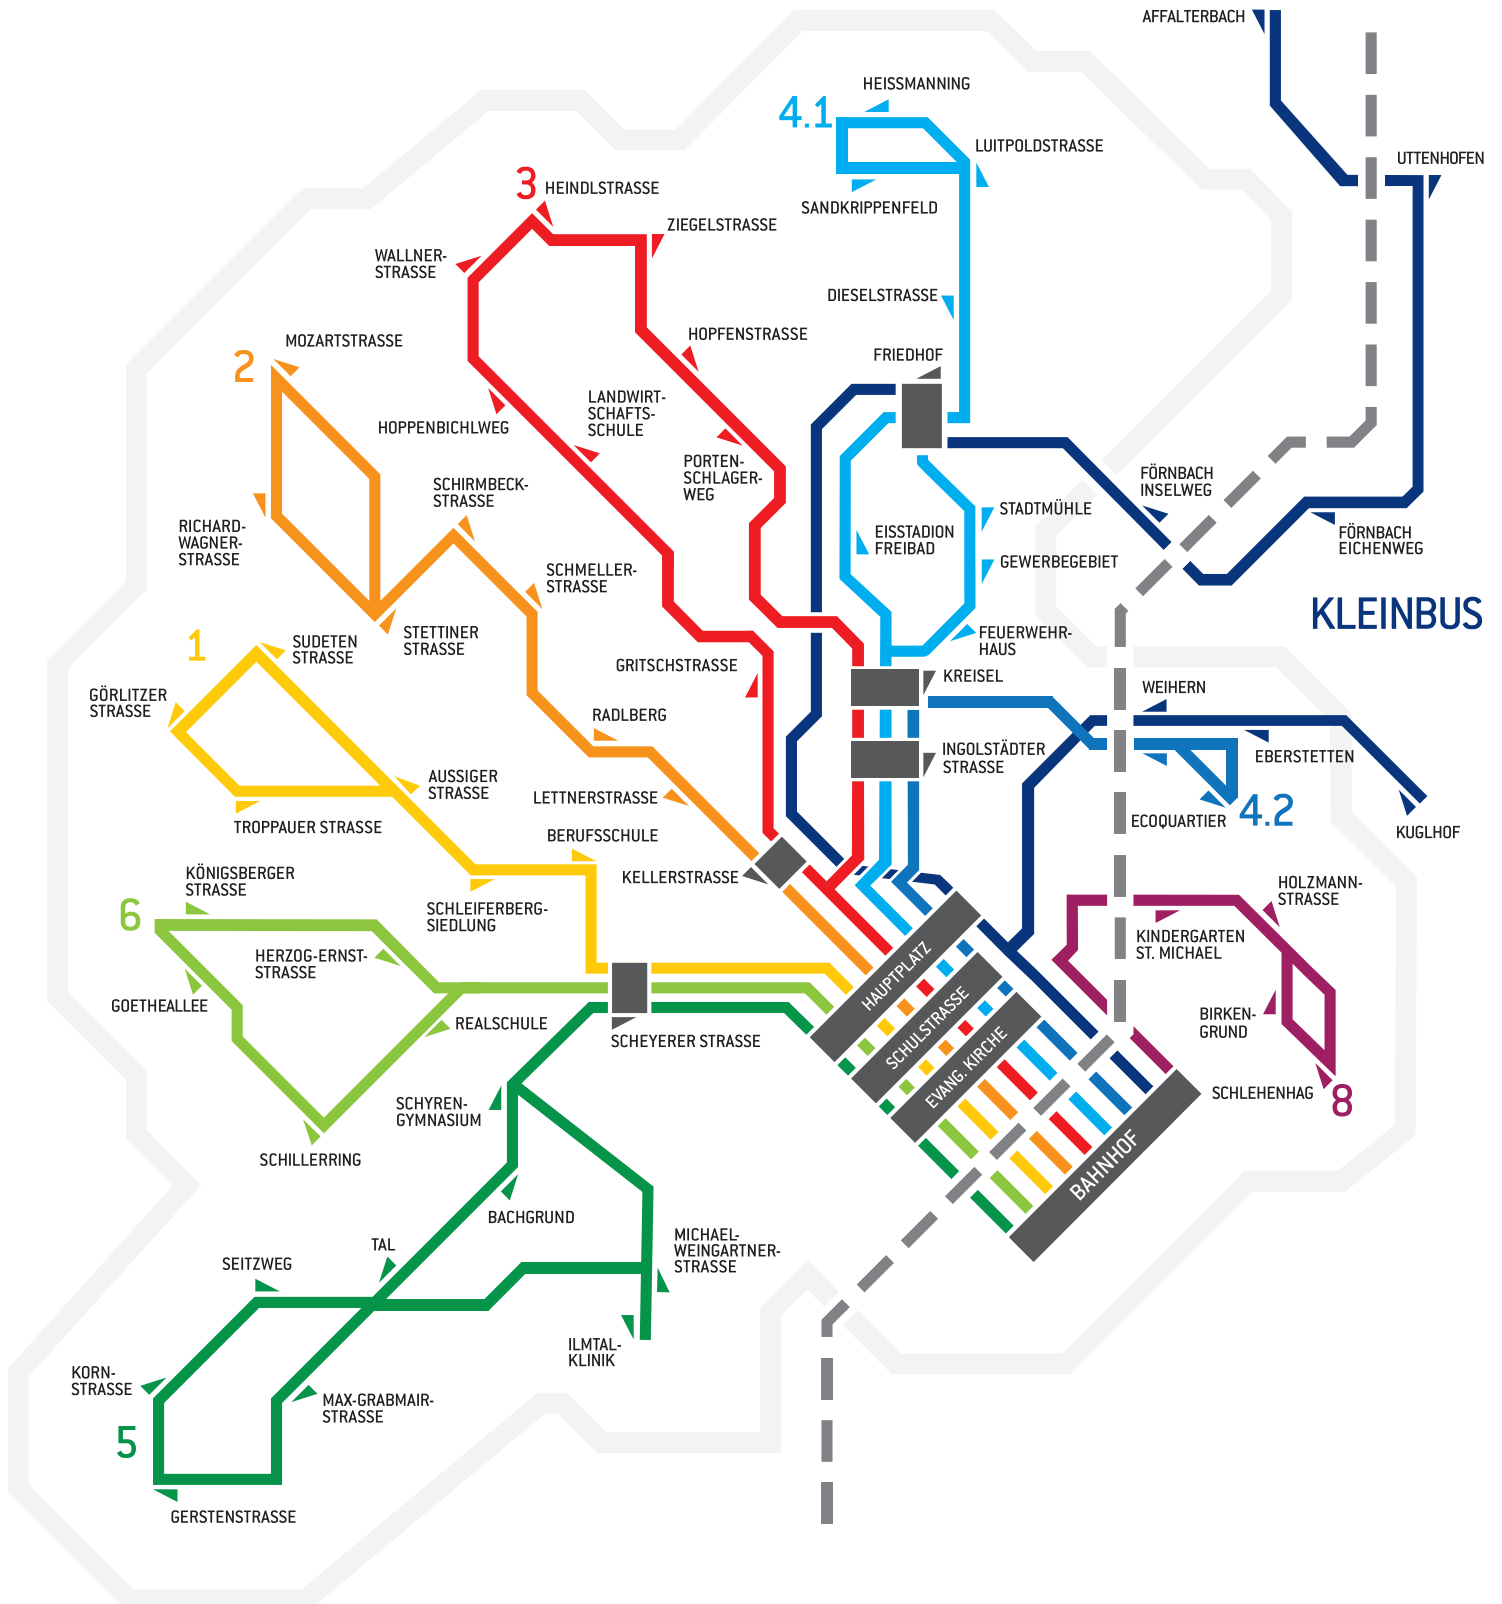 AFFALTERBACH
HEISSMANNING
4.1
LUITPOLDSTRASSE
UTTENHOFEN
3
HEINDLSTRASSE
SANDKRIPPENFELD
ZIEGELSTRASSE
WALLNER-
STRASSE
DIESELSTRASSE
MOZARTSTRASSE
HOPFENSTRASSE
FRIEDHOF
2
LANDWIRT-
SCHAFTS-
SCHULE
HOPPENBICHLWEG
PORTEN-
SCHLAGER-
WEG
SCHIRMBECK-
STRASSE
FÖRNBACH
INSELWEG
STADTMÜHLE
RICHARD-
WAGNER-
STRASSE
EISSTADION
FREIBAD
FÖRNBACH
EICHENWEG
GEWERBEGEBIET
SCHMELLER-
STRASSE
KLEINBUS
STETTINER
STRASSE
FEUERWEHR-
HAUS
1
SUDETEN
STRASSE
GRITSCHSTRASSE
KREISEL
GÖRLITZER
STRASSE
WEIHERN
RADLBERG
INGOLSTÄDTER
STRASSE
EBERSTETTEN
AUSSIGER
STRASSE
LETTNERSTRASSE
4.2
ECOQUARTIER
TROPPAUER STRASSE
BERUFSSCHULE
KUGLHOF
KÖNIGSBERGER
STRASSE
KELLERSTRASSE
HOLZMANN-
STRASSE
6
SCHLEIFERBERG-
SIEDLUNG
KINDERGARTEN
ST. MICHAEL
HERZOG-ERNST-
STRASSE
HAUPTPLATZ
GOETHEALLEE
REALSCHULE
SCHEYERER STRASSE
SCHULSTRASSE
BIRKEN-
GRUND
EVANG. KIRCHE
SCHYREN-
GYMNASIUM
SCHLEHENHAG
8
SCHILLERRING
BAHNHOF
BACHGRUND
TAL
MICHAEL-
WEINGARTNER-
STRASSE
SEITZWEG
ILMTAL-
KLINIK
KORN-
STRASSE
MAX-GRABMAIR-
STRASSE
5
GERSTENSTRASSE